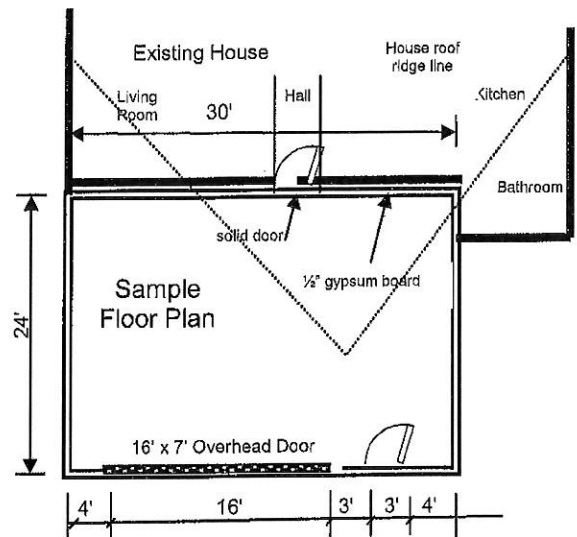 Existing House
House roof
ridge line
Living
Room
Hall
Kitchen
30'
Bathroom
solid door
½" gypsum board
Sample
Floor Plan
24'
16' x 7' Overhead Door
4'
16'
3'
3'
4'